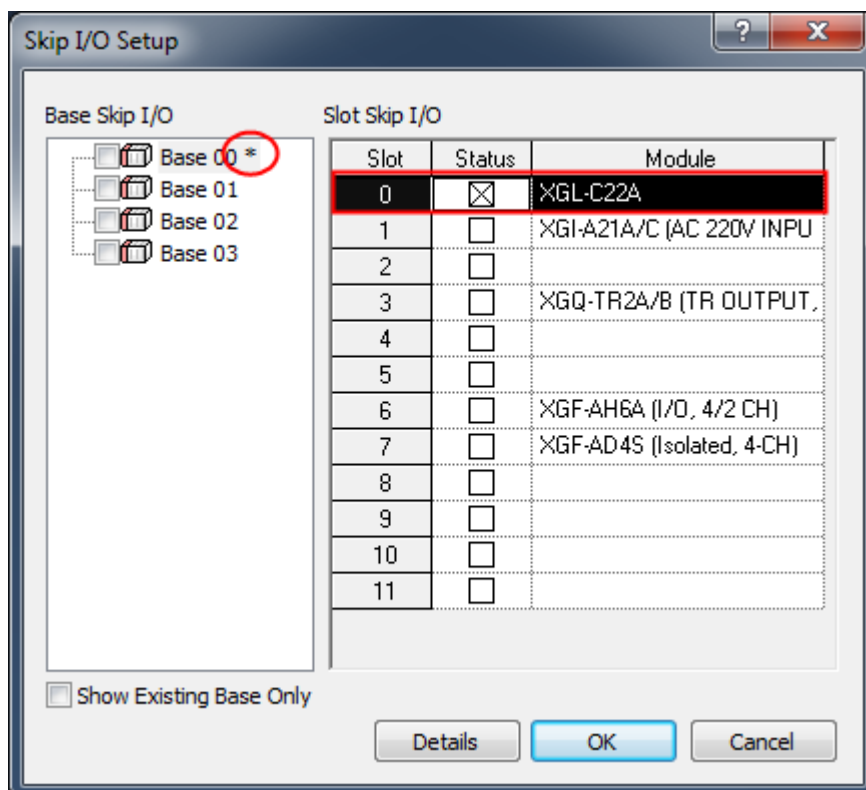 Skip I/O Setup
Base Skip I/O
Base 00 *
Base 01
Base 02
Base 03
Slot Skip I/O
Slot Status Module
0 XGL-C22A
1 XGI-A21A/C (AC 220V INPU
2
3 XGQ-TR2A/B (TR OUTPUT,
4
5
6 XGF-AH6A (I/O, 4/2 CH)
7 XGF-AD4S (Isolated, 4-CH)
8
9
10
11
Show Existing Base Only
Details OK Cancel